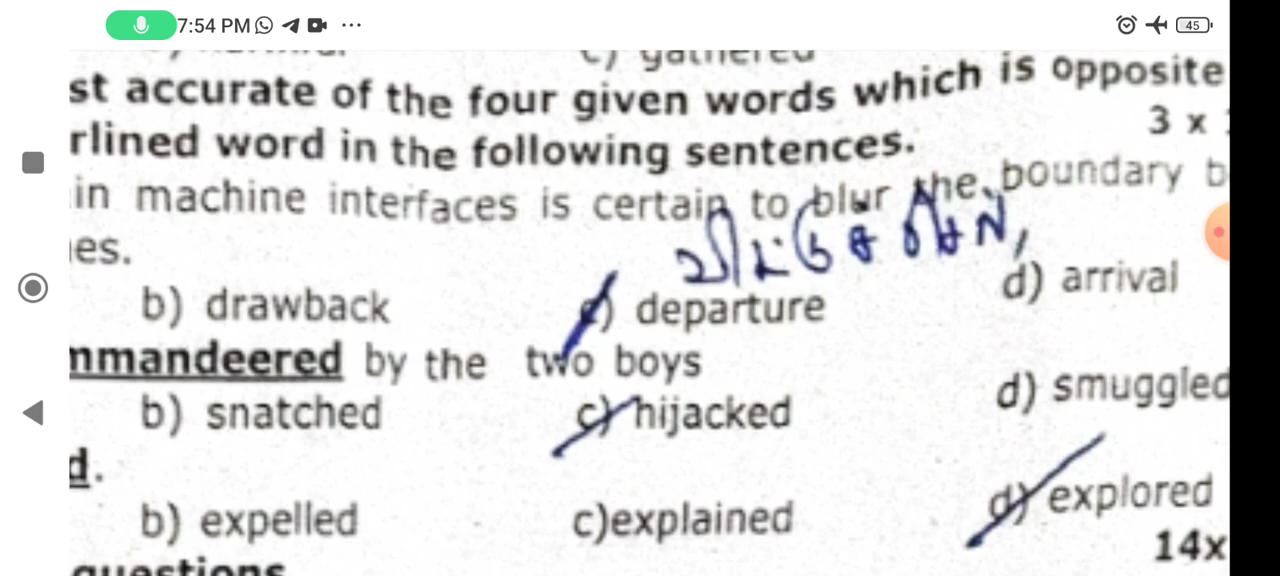 7:54 PM
45
c) gathered
st accurate of the four given words which is opposite
3 x
rlined word in the following sentences.
in machine interfaces is certain to blur the boundary b
es.
b) drawback c) departure d) arrival
mmandeered by the two boys
b) snatched c) hijacked d) smuggled
d.
b) expelled c)explained d) explored
14x
questions